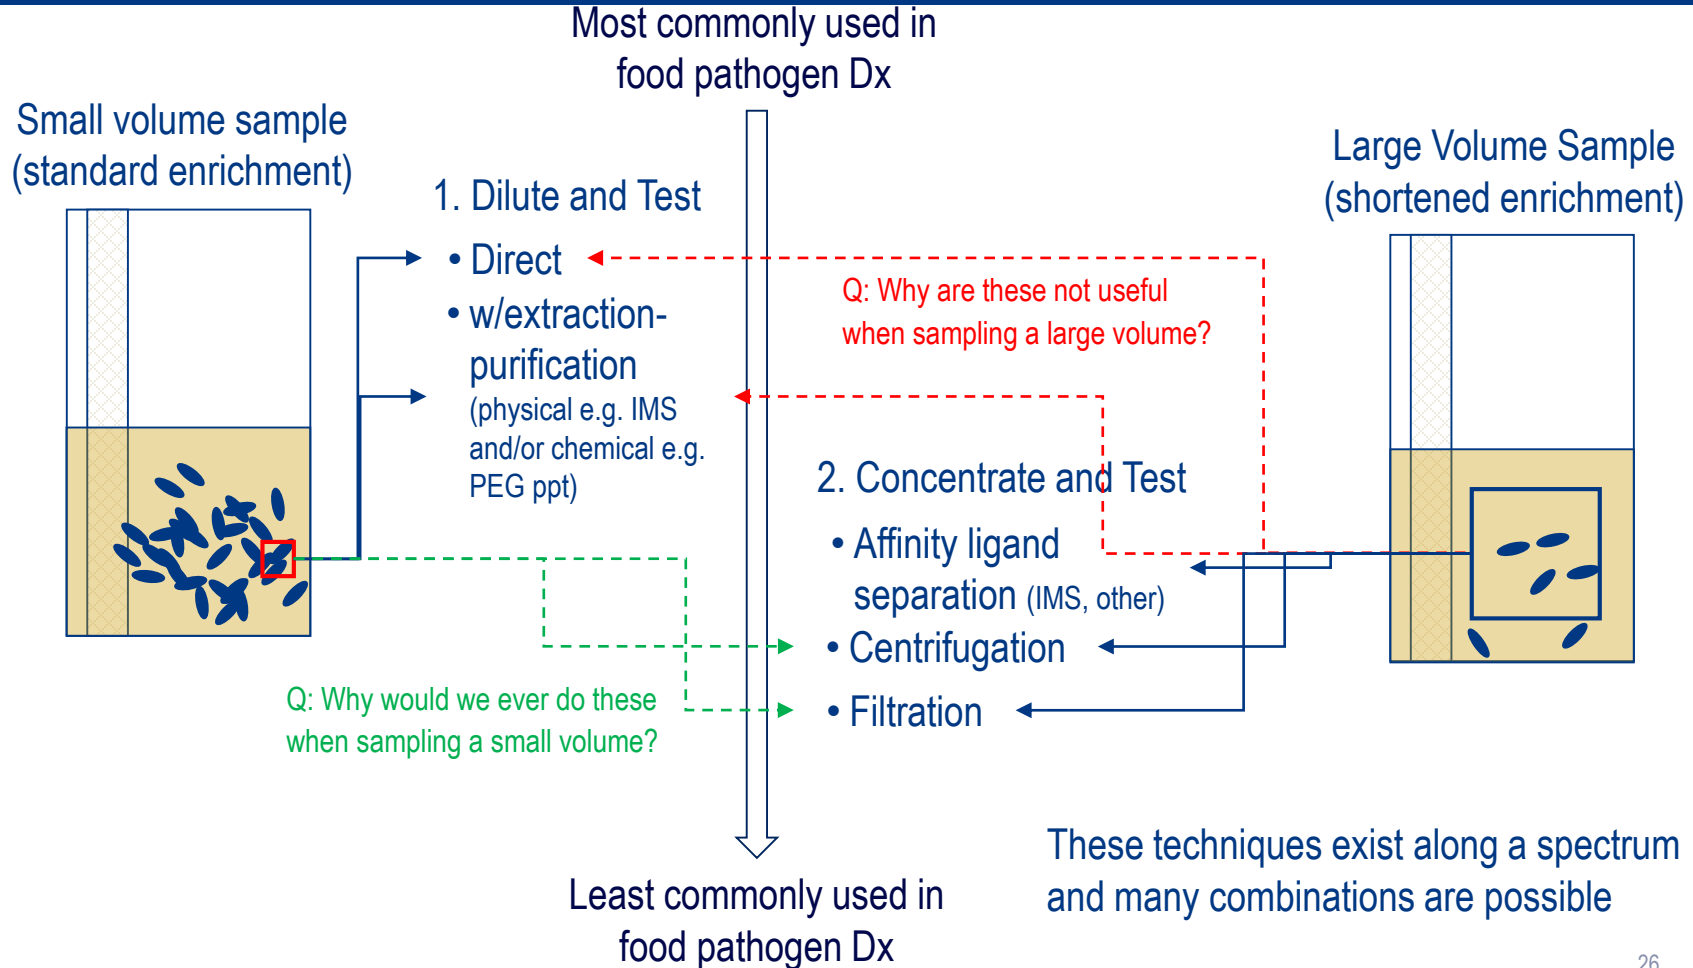 Most commonly used in
food pathogen Dx
Small volume sample
(standard enrichment)
1. Dilute and Test
• Direct
• w/extraction-
purification
(physical e.g. IMS
and/or chemical e.g.
PEG ppt)
Large Volume Sample
(shortened enrichment)
Q: Why are these not useful
when sampling a large volume?
2. Concentrate and Test
• Affinity ligand
separation (IMS, other)
• Centrifugation
• Filtration
Q: Why would we ever do these
when sampling a small volume?
Least commonly used in
food pathogen Dx
These techniques exist along a spectrum
and many combinations are possible
26